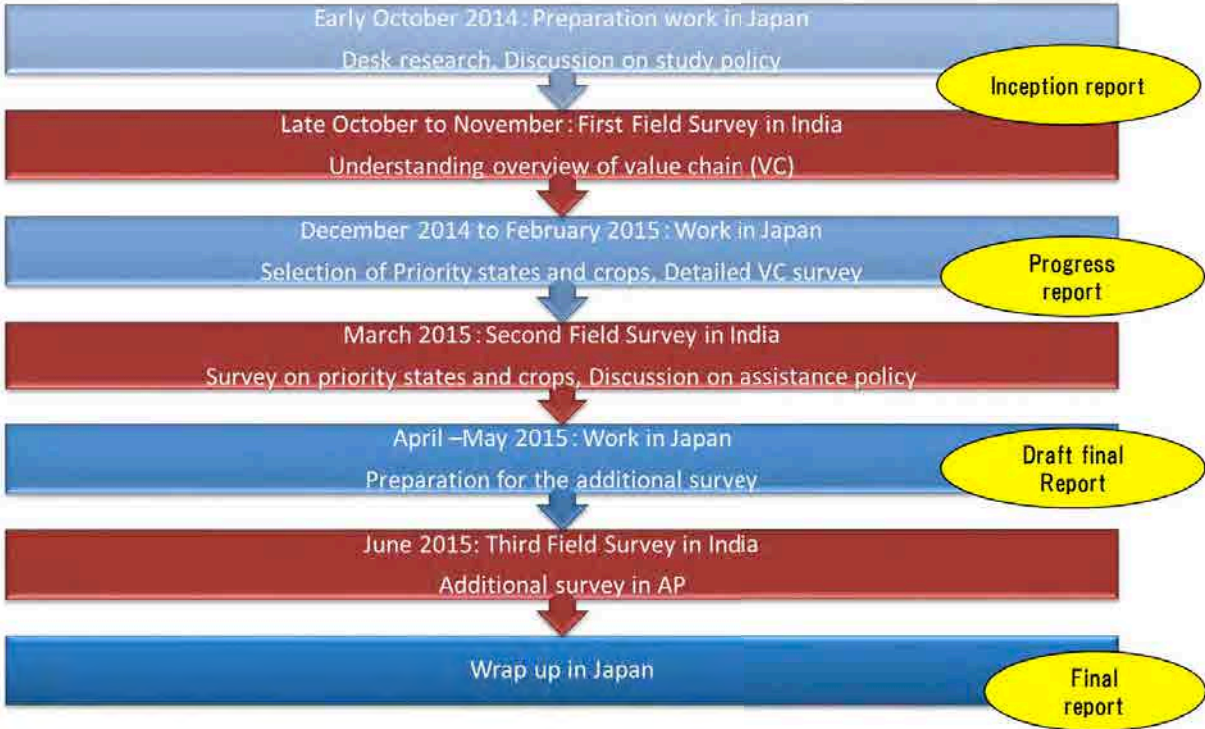 Early October 2014: Preparation work in Japan
Desk research, Discussion on study policy
Inception report
Late October to November: First Field Survey in India
Understanding overview of value chain (VC)
December 2014 to February 2015: Work in Japan
Selection of Priority states and crops, Detailed VC survey
Progress
report
March 2015: Second Field Survey in India
Survey on priority states and crops, Discussion on assistance policy
April –May 2015: Work in Japan
Preparation for the additional survey
Draft final
Report
June 2015: Third Field Survey in India
Additional survey in AP
Wrap up in Japan
Final
report